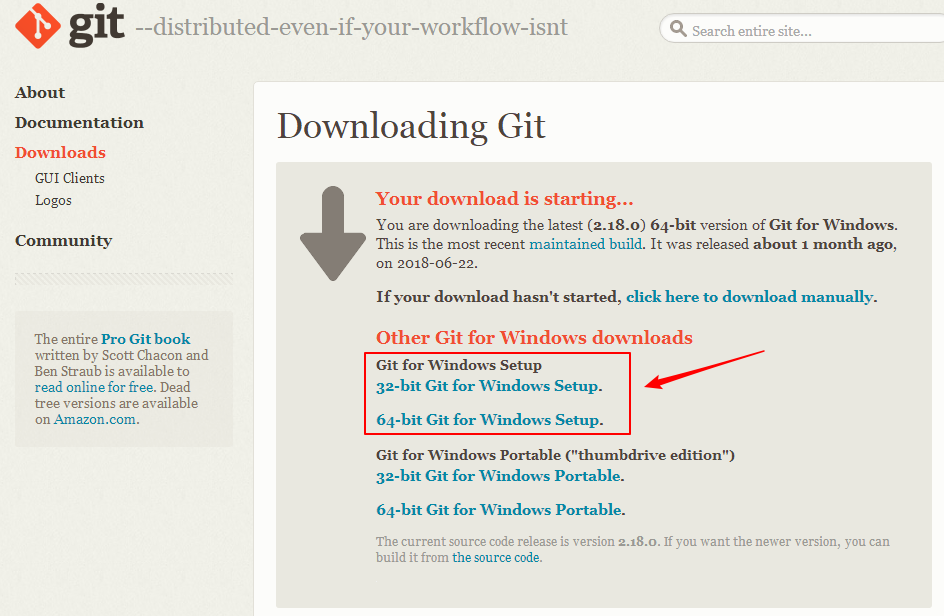 git --distributed-even-if-your-workflow-isnt
Search entire site...
About
Documentation
Downloads
GUI Clients
Logos
Community
The entire Pro Git book
written by Scott Chacon and
Ben Straub is available to
read online for free. Dead
tree versions are available
on Amazon.com.
Downloading Git
Your download is starting...
You are downloading the latest (2.18.0) 64-bit version of Git for Windows.
This is the most recent maintained build. It was released about 1 month ago,
on 2018-06-22.
If your download hasn't started, click here to download manually.
Other Git for Windows downloads
Git for Windows Setup
32-bit Git for Windows Setup.
64-bit Git for Windows Setup.
Git for Windows Portable ("thumbdrive edition")
32-bit Git for Windows Portable.
64-bit Git for Windows Portable.
The current source code release is version 2.18.0. If you want the newer version, you can
build it from the source code.